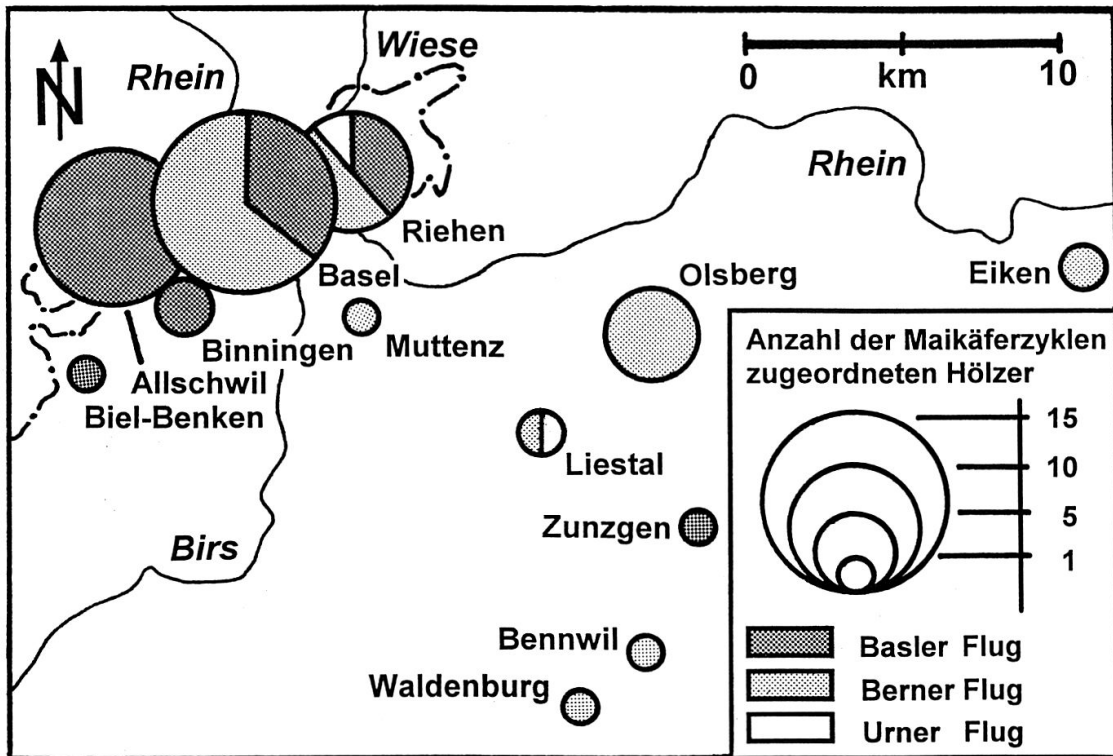 N
Rhein
Wiese
0 10
km
Rhein
Riehen
Basel
Olsberg
Eiken
Binningen
Muttenz
Allschwil
Biel-Benken
Liestal
Zunzgen
Birs
Bennwil
Waldenburg
Anzahl der Maikäferzyklen
zugeordneten Hölzer
15
10
5
1
Basler Flug
Berner Flug
Urner Flug